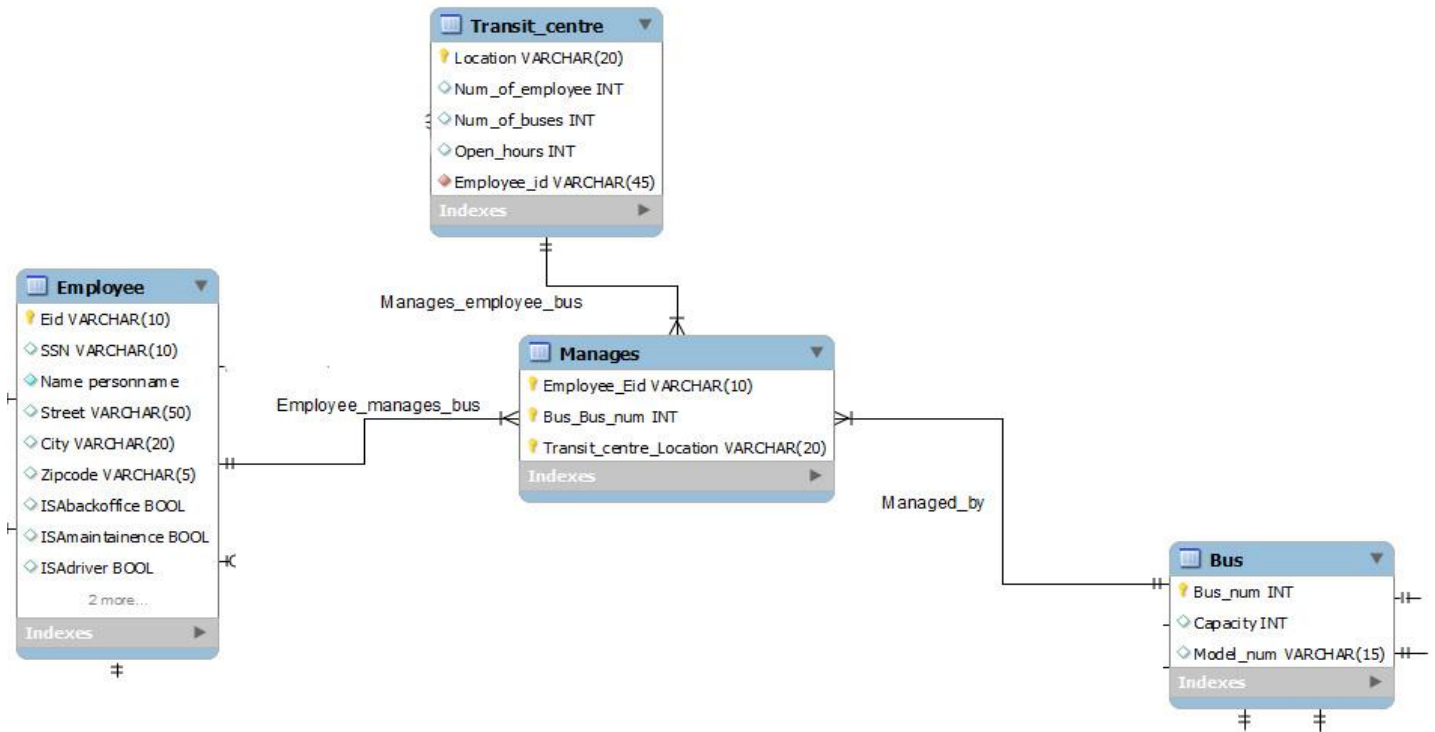 Transit_centre
Location VARCHAR(20)
Num_of_employee INT
Num_of_buses INT
Open_hours INT
Employee_id VARCHAR(45)
Indexes
Manages_employee_bus
Employee
Eid VARCHAR(10)
SSN VARCHAR(10)
Name personname
Street VARCHAR(50)
City VARCHAR(20)
Zipcode VARCHAR(5)
ISAbackoffice BOOL
ISAmaintainence BOOL
ISAdriver BOOL
2 more...
Indexes
Employee_manages_bus
Manages
Employee_Eid VARCHAR(10)
Bus_Bus_num INT
Transit_centre_Location VARCHAR(20)
Indexes
Managed_by
Bus
Bus_num INT
Capacity INT
Model_num VARCHAR(15)
Indexes